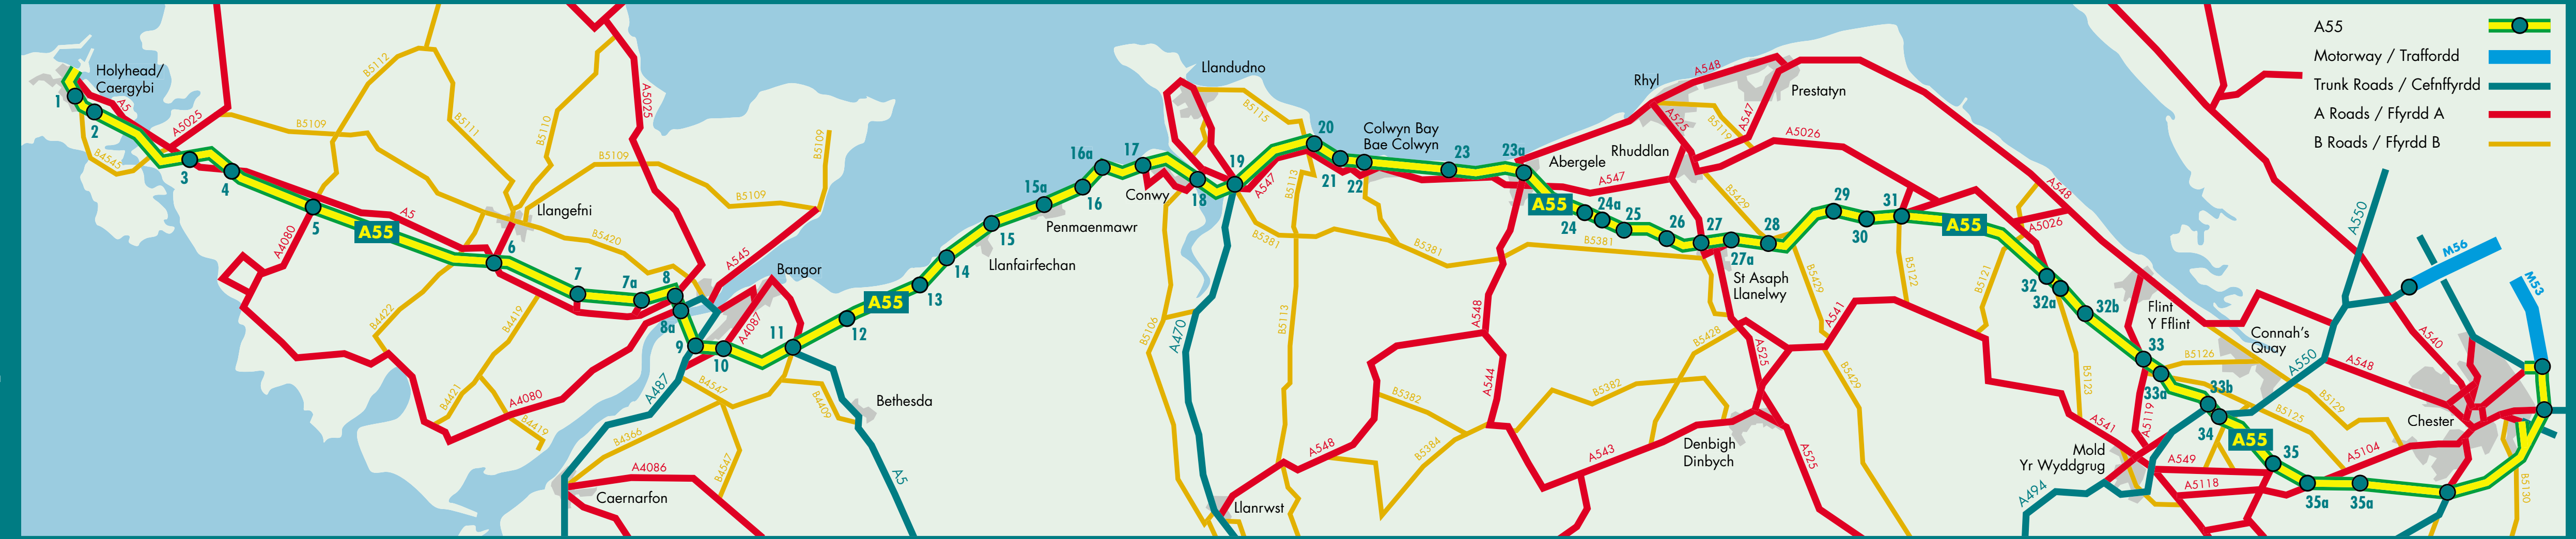 A55
Motorway / Traffordd
Trunk Roads / Cefnffyrdd
A Roads / Ffyrdd A
B Roads / Ffyrdd B
Holyhead/
Caergybi
1
2
3
4
5
6
7
7a
8
8a
9
10
11
12
13
14
15
15a
16
16a
17
18
19
20
21
22
23
23a
24
24a
25
26
27
27a
28
29
30
31
32
32a
32b
33
33a
33b
34
35
35a
35a
A5
A5025
B4545
B5109
B5112
B5111
B5110
A5025
B5109
B5109
B5109
A5
A4080
A55
Llangefni
B5420
A545
Bangor
A4087
B4422
B4419
B4421
A4080
B4419
A487
B4547
B4366
B4547
B4409
A4086
Caernarfon
Bethesda
A5
A55
Llanfairfechan
Penmaenmawr
Conwy
Llandudno
B5115
A547
B5113
B5381
B5106
A470
B5113
Llanrwst
Colwyn Bay
Bae Colwyn
B5381
Abergele
A55
A547
B5381
A548
A544
A548
B5382
B5384
A543
B5382
B5428
Rhyl
A548
Prestatyn
A525
B5119
A547
Rhuddlan
A5026
B5429
St Asaph
Llanelwy
B5429
A541
B5122
A525
B5429
Denbigh
Dinbych
A525
A55
A548
A5026
B5121
B5123
Flint
Y Fflint
Connah's
Quay
B5126
A550
A548
A5119
A541
Mold
Yr Wyddgrug
A549
A5118
A494
A55
B5125
B5129
A5104
Chester
A540
A550
M56
M53
B5130